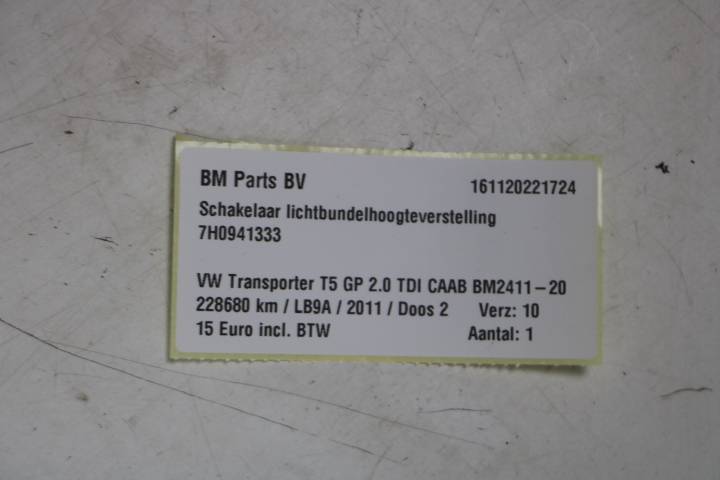 BM Parts BV 161120221724
Schakelaar lichtbundelhoogteverstelling
7H0941333
VW Transporter T5 GP 2.0 TDI CAAB BM2411-20
228680 km / LB9A / 2011 / Doos 2 Verz: 10
15 Euro incl. BTW Aantal: 1